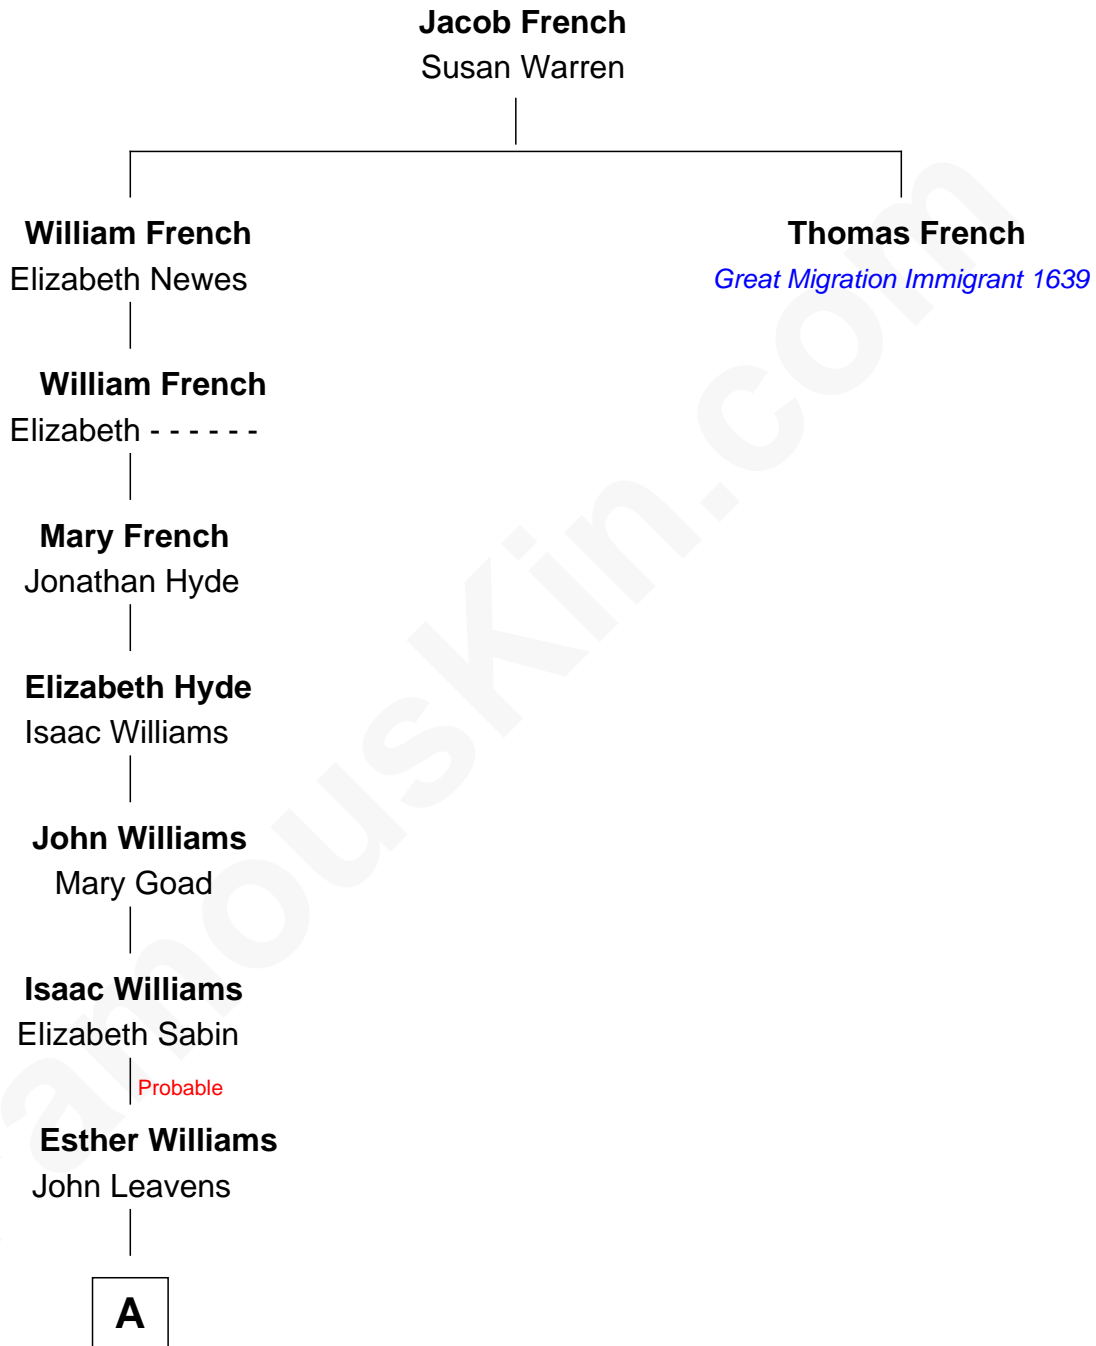 Jacob French
Susan Warren
William French
Elizabeth Newes
Thomas French
Great Migration Immigrant 1639
William French
Elizabeth - - - - - -
Mary French
Jonathan Hyde
Elizabeth Hyde
Isaac Williams
John Williams
Mary Goad
Isaac Williams
Elizabeth Sabin
Probable
Esther Williams
John Leavens
A
famouskin.com